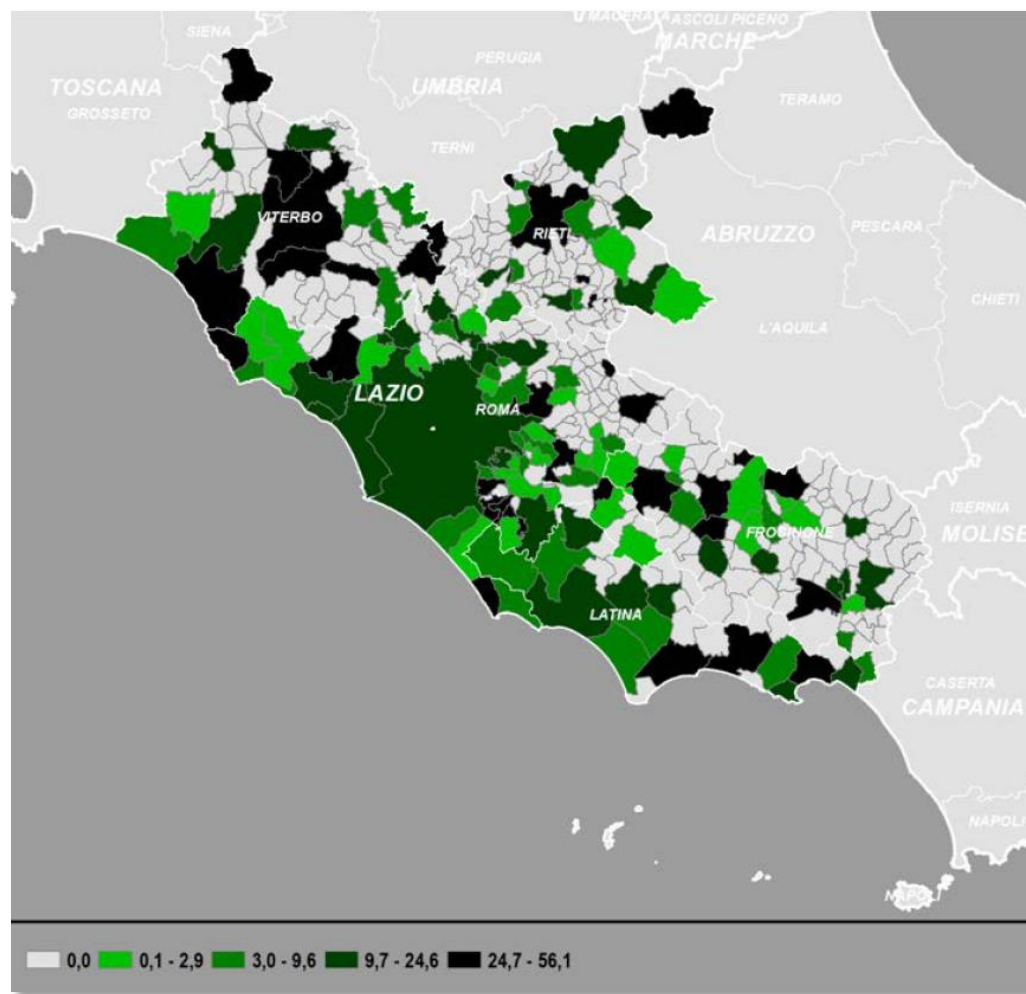 MACERATA
ASCOLI PICENO
SIENA
MARCHE
PERUGIA
TOSCANA
UMBRIA
GROSSETO
TERAMO
TERNI
VITERBO
RIETI
ABRUZZO
PESCARA
CHIETI
L'AQUILA
LAZIO
ROMA
ISERNIA
FROSINONE
MOLISE
LATINA
CASERTA
CAMPANIA
NAPOLI
NAPOLI
0,0 0,1 - 2,9 3,0 - 9,6 9,7 - 24,6 24,7 - 56,1